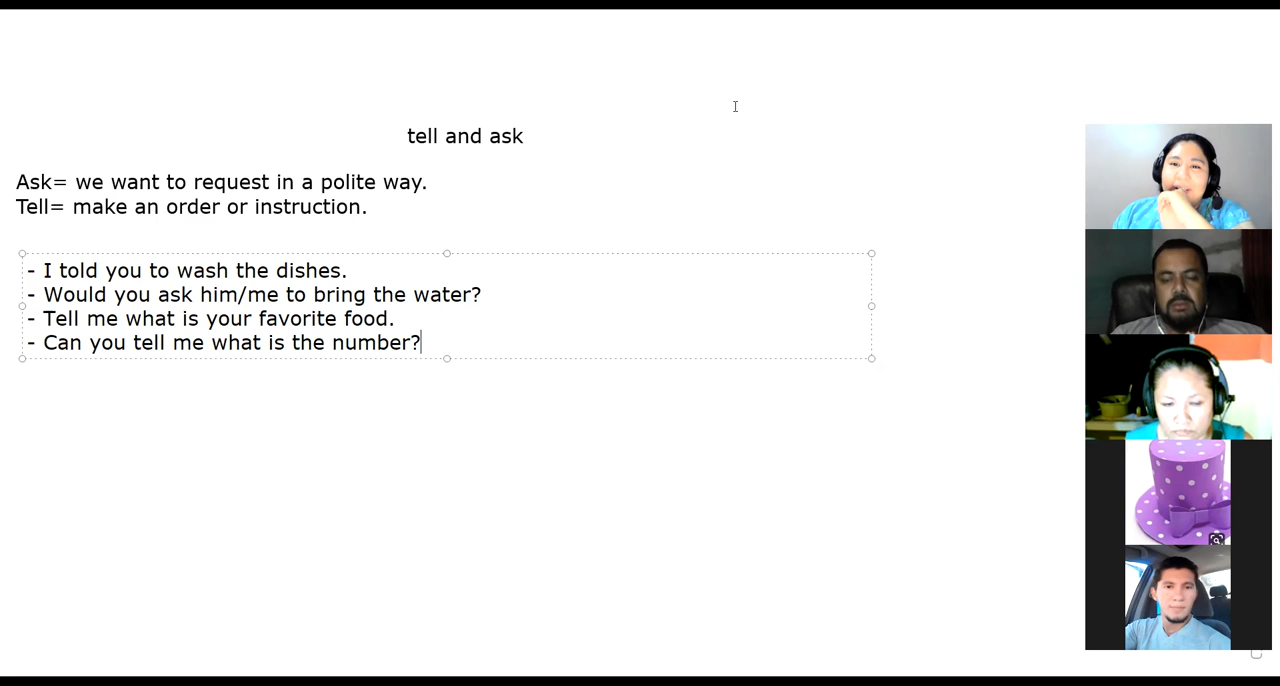 tell and ask
Ask= we want to request in a polite way.
Tell= make an order or instruction.
- I told you to wash the dishes.
- Would you ask him/me to bring the water?
- Tell me what is your favorite food.
- Can you tell me what is the number?